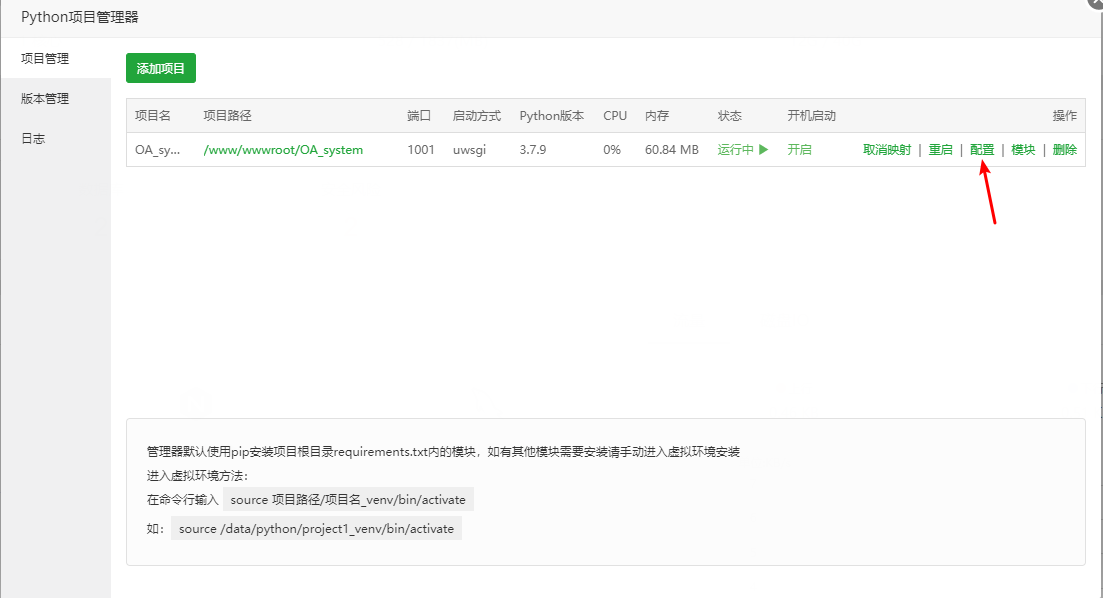 Python项目管理器
项目管理
版本管理
日志
添加项目
项目名 项目路径 端口 启动方式 Python版本 CPU 内存 状态 开机启动 操作
OA_sy... /www/wwwroot/OA_system 1001 uwsgi 3.7.9 0% 60.84 MB 运行中 开启 取消映射 | 重启 | 配置 | 模块 | 删除
管理器默认使用pip安装项目根目录requirements.txt内的模块，如有其他模块需要安装请手动进入虚拟环境安装
进入虚拟环境方法：
在命令行输入 source 项目路径/项目名_venv/bin/activate
如： source /data/python/project1_venv/bin/activate